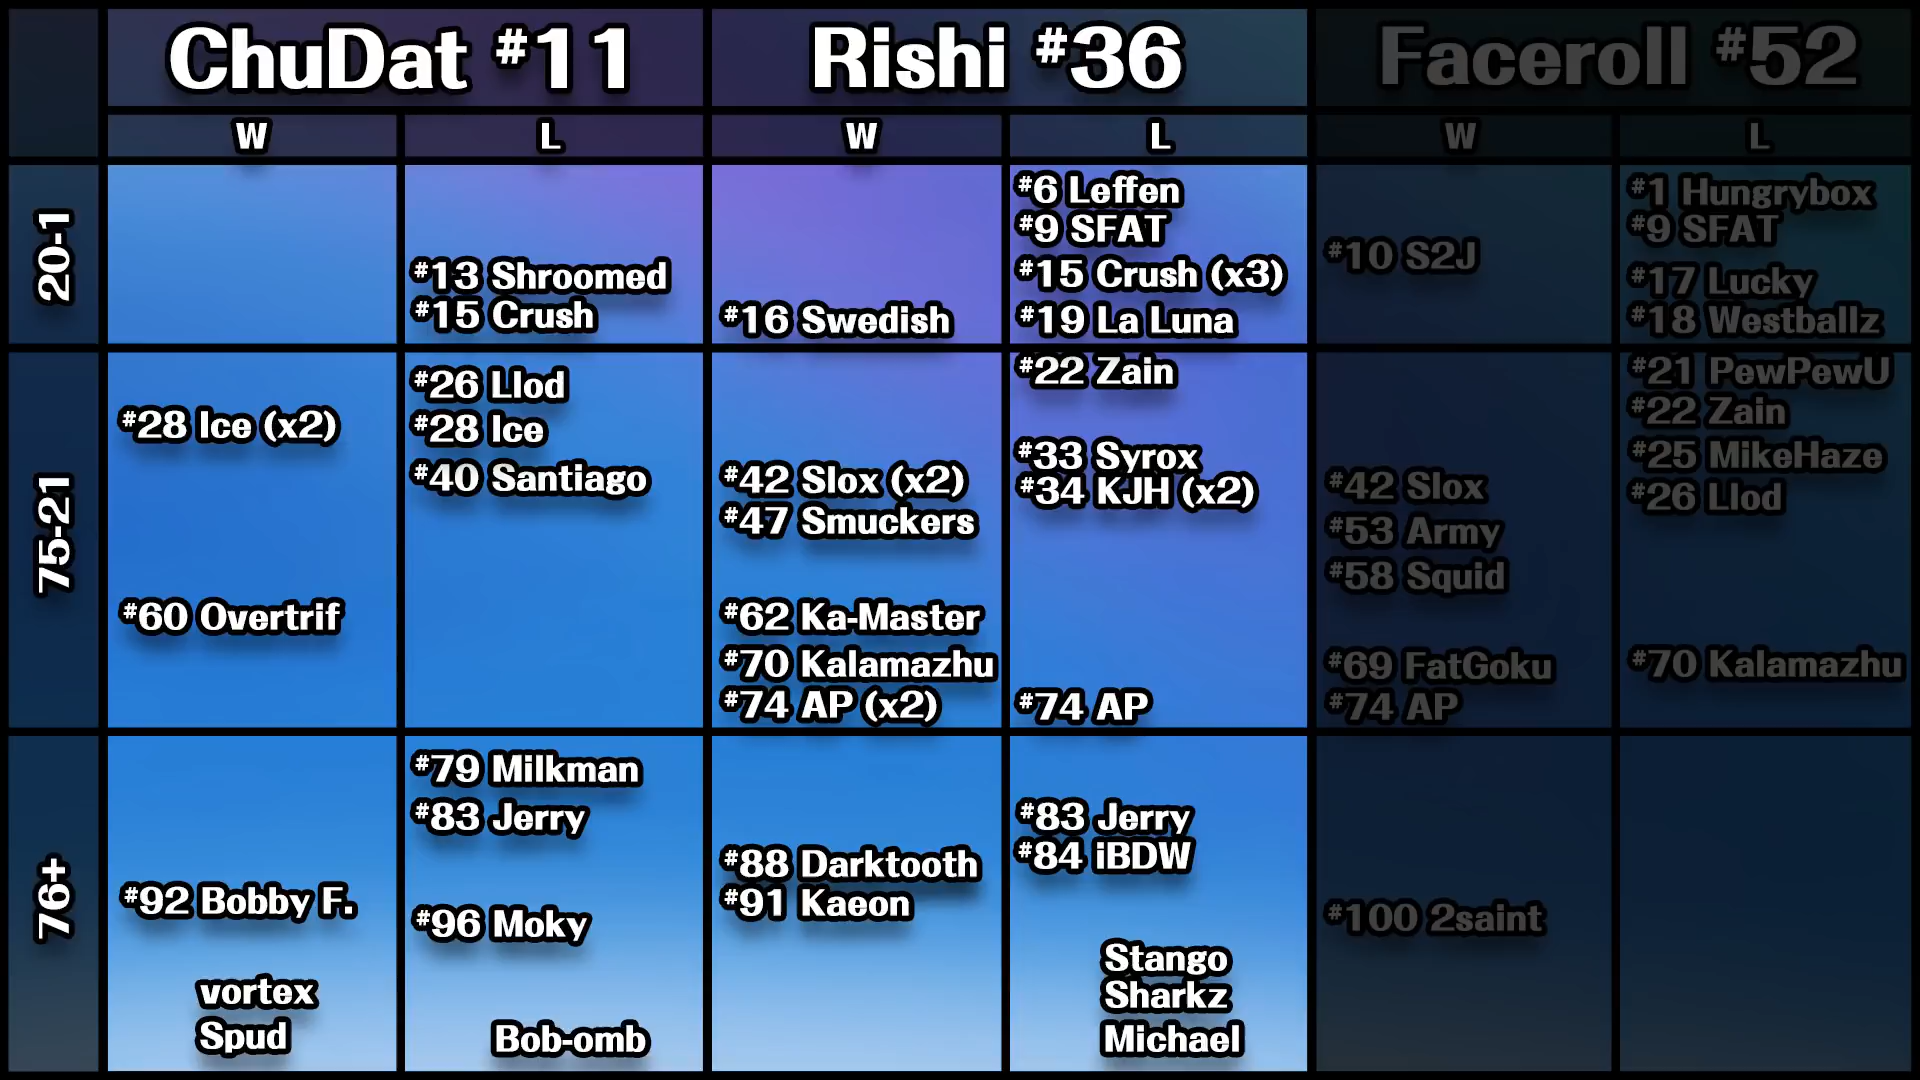 ChuDat #11
Rishi #36
Faceroll #52
W
L
W
L
W
L
20-1
#13 Shroomed
#15 Crush
#16 Swedish
#6 Leffen
#9 SFAT
#15 Crush (x3)
#19 La Luna
#10 S2J
#1 Hungrybox
#9 SFAT
#17 Lucky
#18 Westballz
75-21
#28 Ice (x2)
#60 Overtrif
#26 Llod
#28 Ice
#40 Santiago
#42 Slox (x2)
#47 Smuckers
#62 Ka-Master
#70 Kalamazhu
#74 AP (x2)
#22 Zain
#33 Syrox
#34 KJH (x2)
#74 AP
#42 Slox
#53 Army
#58 Squid
#69 FatGoku
#74 AP
#21 PewPewU
#22 Zain
#25 MikeHaze
#26 Llod
#70 Kalamazhu
76+
#92 Bobby F.
vortex
Spud
#79 Milkman
#83 Jerry
#96 Moky
Bob-omb
#88 Darktooth
#91 Kaeon
#83 Jerry
#84 iBDW
Stango
Sharkz
Michael
#100 2saint